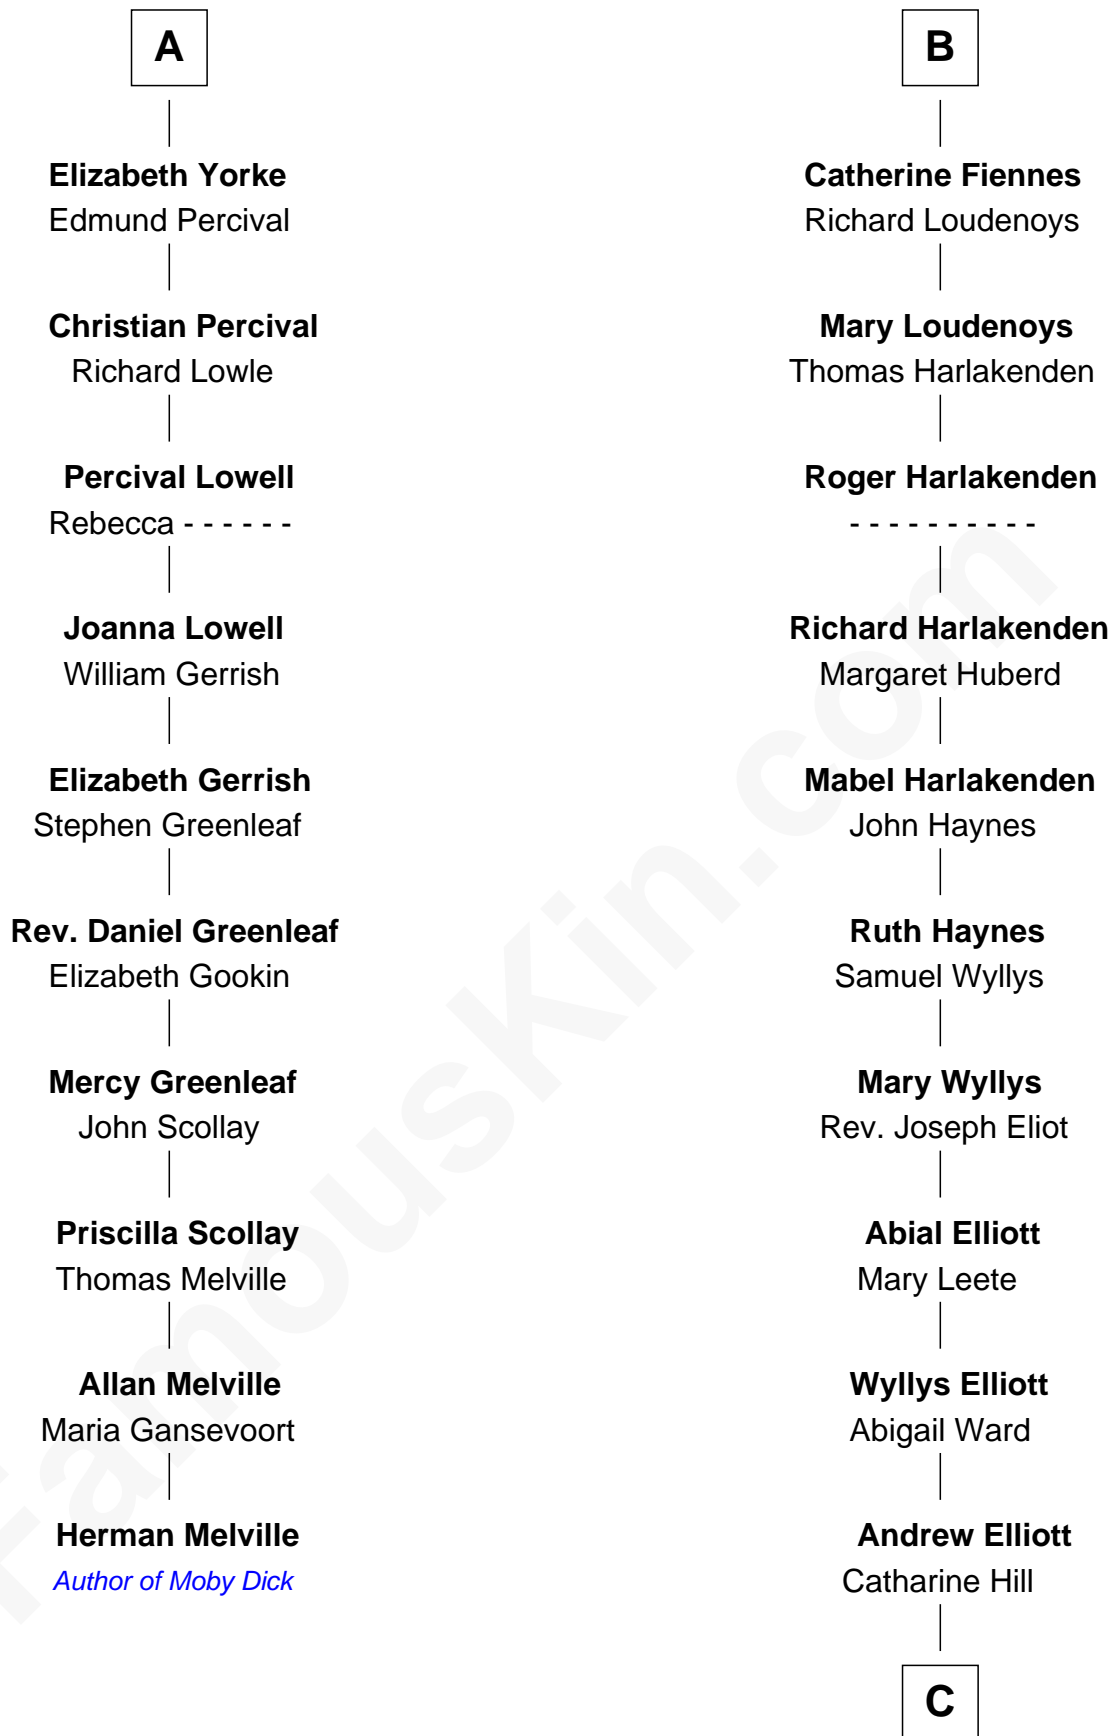 A
Elizabeth Yorke
Edmund Percival
Christian Percival
Richard Lowle
Percival Lowell
Rebecca - - - - - -
Joanna Lowell
William Gerrish
Elizabeth Gerrish
Stephen Greenleaf
Rev. Daniel Greenleaf
Elizabeth Gookin
Mercy Greenleaf
John Scollay
Priscilla Scollay
Thomas Melville
Allan Melville
Maria Gansevoort
Herman Melville
Author of Moby Dick
B
Catherine Fiennes
Richard Loudenoys
Mary Loudenoys
Thomas Harlakenden
Roger Harlakenden
- - - - - - - - - -
Richard Harlakenden
Margaret Huberd
Mabel Harlakenden
John Haynes
Ruth Haynes
Samuel Wyllys
Mary Wyllys
Rev. Joseph Eliot
Abial Elliott
Mary Leete
Wyllys Elliott
Abigail Ward
Andrew Elliott
Catharine Hill
C
FamousKin.com